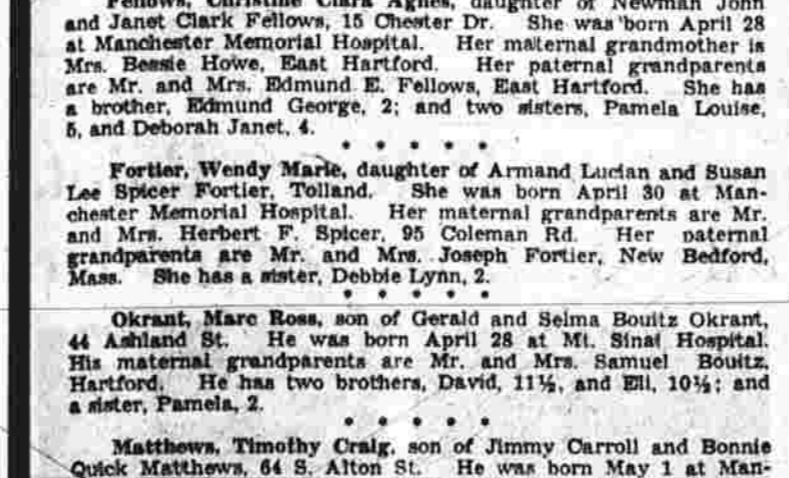 Fellows, Christine Clark Agnes, daughter of Newman John
and Janet Clark Fellows, 15 Chester Dr. She was born April 28
at Manchester Memorial Hospital. Her maternal grandmother is
Mrs. Bessie Howe, East Hartford. Her paternal grandparents
are Mr. and Mrs. Edmund E. Fellows, East Hartford. She has
a brother, Edmund George, 2; and two sisters, Pamela Louise,
5, and Deborah Janet, 4.
* * * * *
Fortier, Wendy Marie, daughter of Armand Lucian and Susan
Lee Spicer Fortier, Tolland. She was born April 30 at Man-
chester Memorial Hospital. Her maternal grandparents are Mr.
and Mrs. Herbert F. Spicer, 95 Coleman Rd. Her paternal
grandparents are Mr. and Mrs. Joseph Fortier, New Bedford,
Mass. She has a sister, Debbie Lynn, 2.
* * * * *
Okrant, Marc Ross, son of Gerald and Selma Bouitz Okrant,
44 Ashland St. He was born April 28 at Mt. Sinai Hospital.
His maternal grandparents are Mr. and Mrs. Samuel Bouitz,
Hartford. He has two brothers, David, 11½, and Eli, 10½; and
a sister, Pamela, 2.
* * * * *
Matthews, Timothy Craig, son of Jimmy Carroll and Bonnie
Quick Matthews, 64 S. Alton St. He was born May 1 at Man-